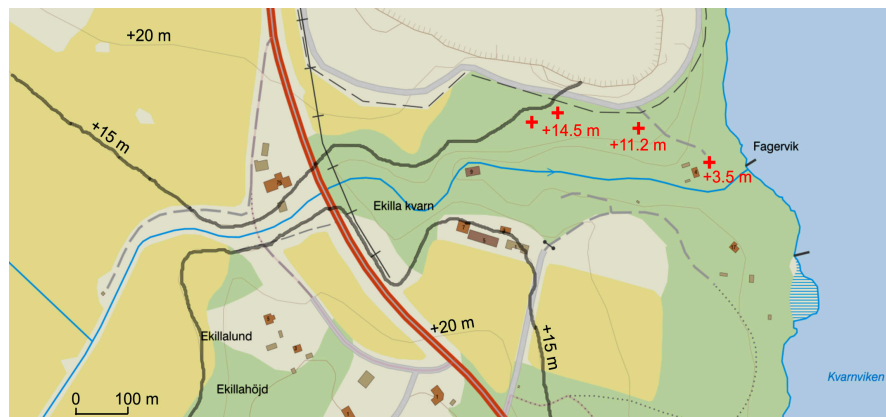 +20 m
+15 m
+14.5 m
+11.2 m
Fagervik
+3.5 m
Ekilla kvarn
Ekillalund
+20 m
+15 m
Ekillahöjd
Kvarnviken
0 100 m